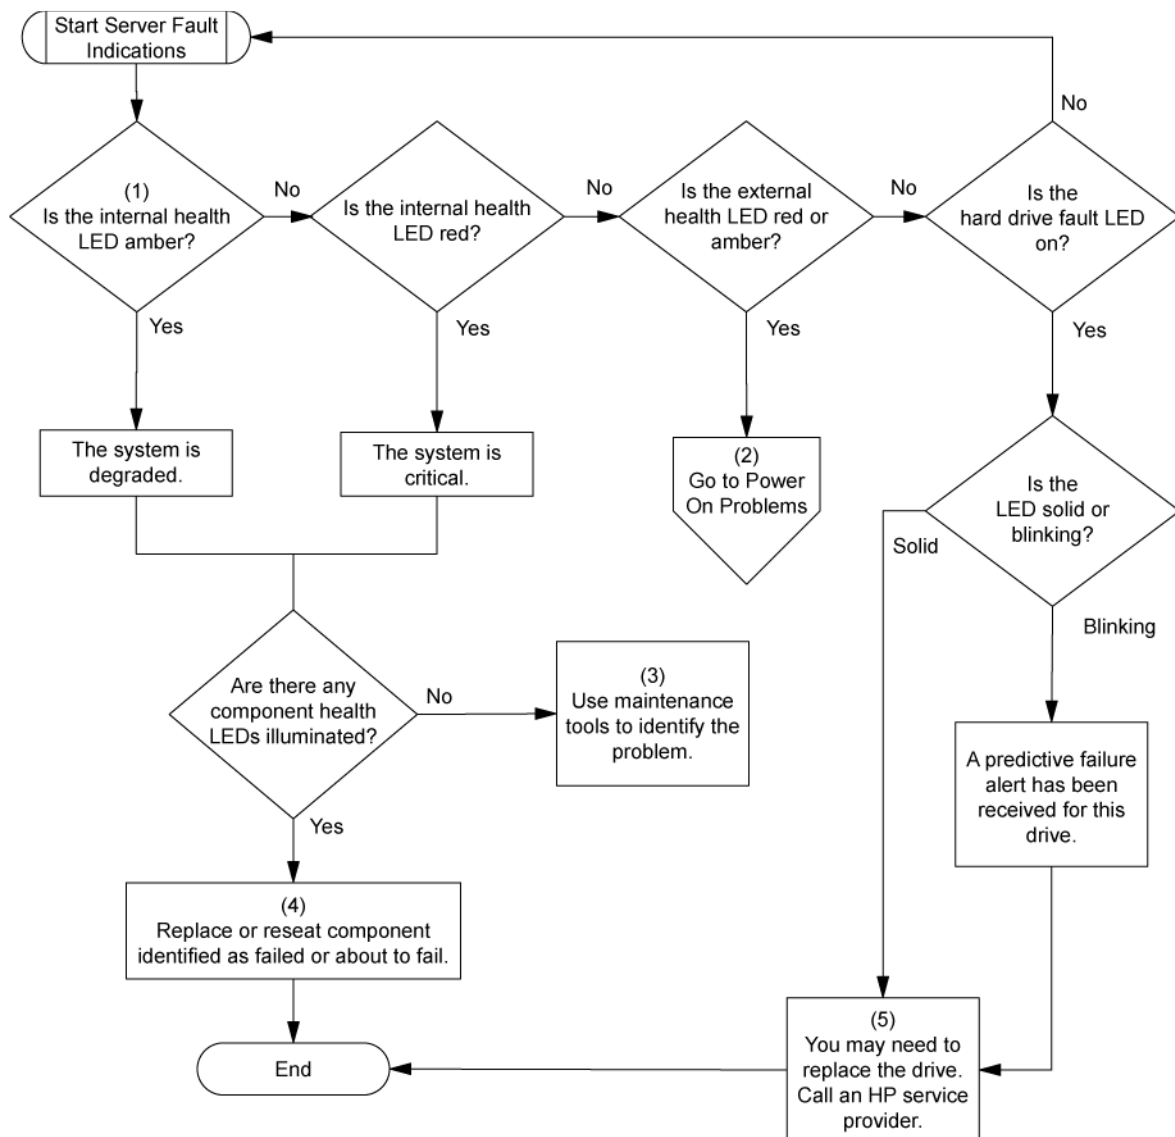 Start Server Fault
Indications
No
(1)
Is the internal health
LED amber?
No
Is the internal health
LED red?
No
Is the external
health LED red or
amber?
No
Is the
hard drive fault LED
on?
Yes
Yes
Yes
Yes
The system is
degraded.
The system is
critical.
(2)
Go to Power
On Problems
Is the
LED solid or
blinking?
Solid
Blinking
Are there any
component health
LEDs illuminated?
No
(3)
Use maintenance
tools to identify the
problem.
A predictive failure
alert has been
received for this
drive.
Yes
(4)
Replace or reseat component
identified as failed or about to fail.
(5)
You may need to
replace the drive.
Call an HP service
provider.
End